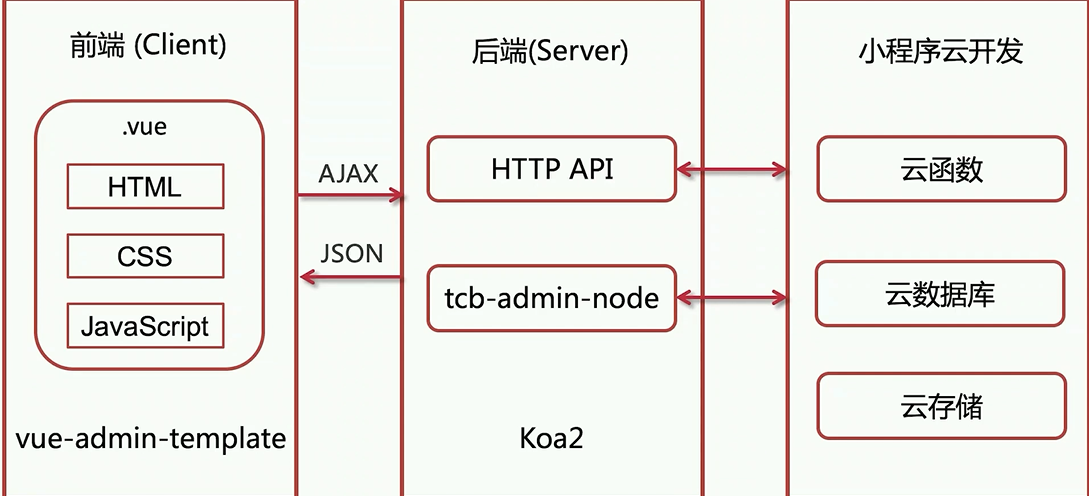 前端 (Client)
.vue
HTML
CSS
JavaScript
vue-admin-template
AJAX
JSON
后端(Server)
HTTP API
tcb-admin-node
Koa2
小程序云开发
云函数
云数据库
云存储